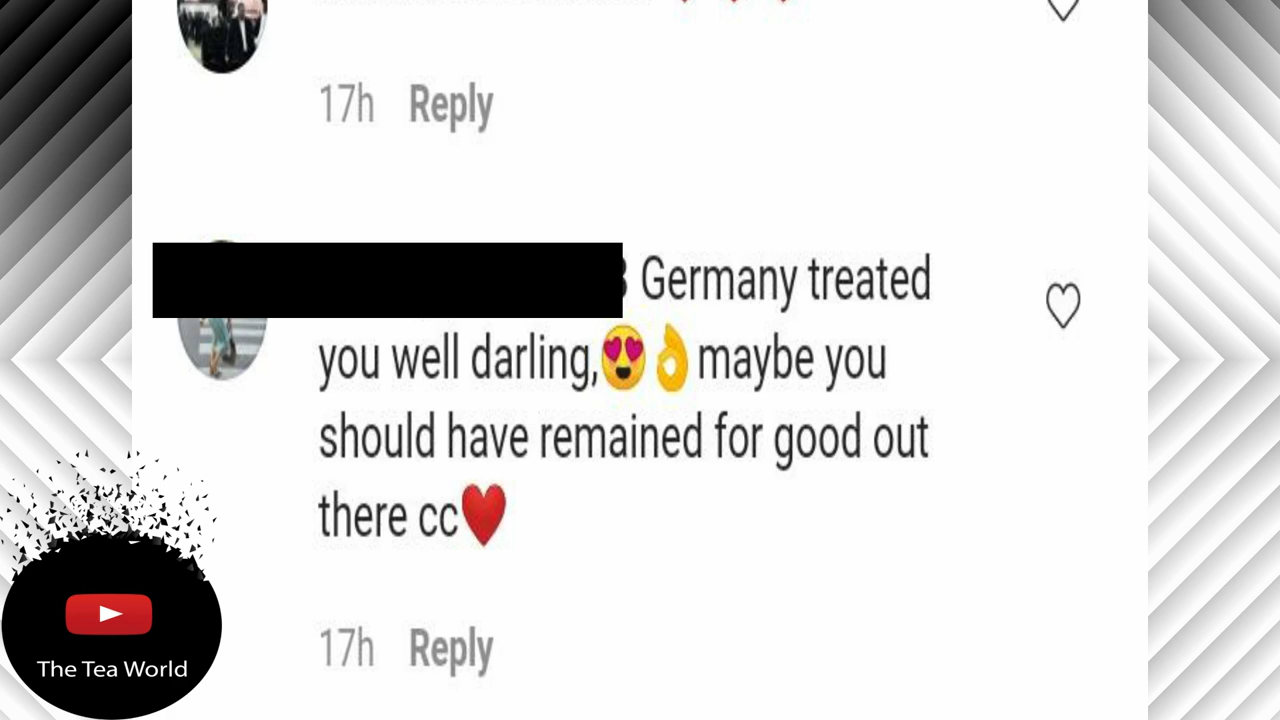 17h Reply
Germany treated
you well darling,😍👌maybe you
should have remained for good out
there cc❤️
17h Reply
The Tea World